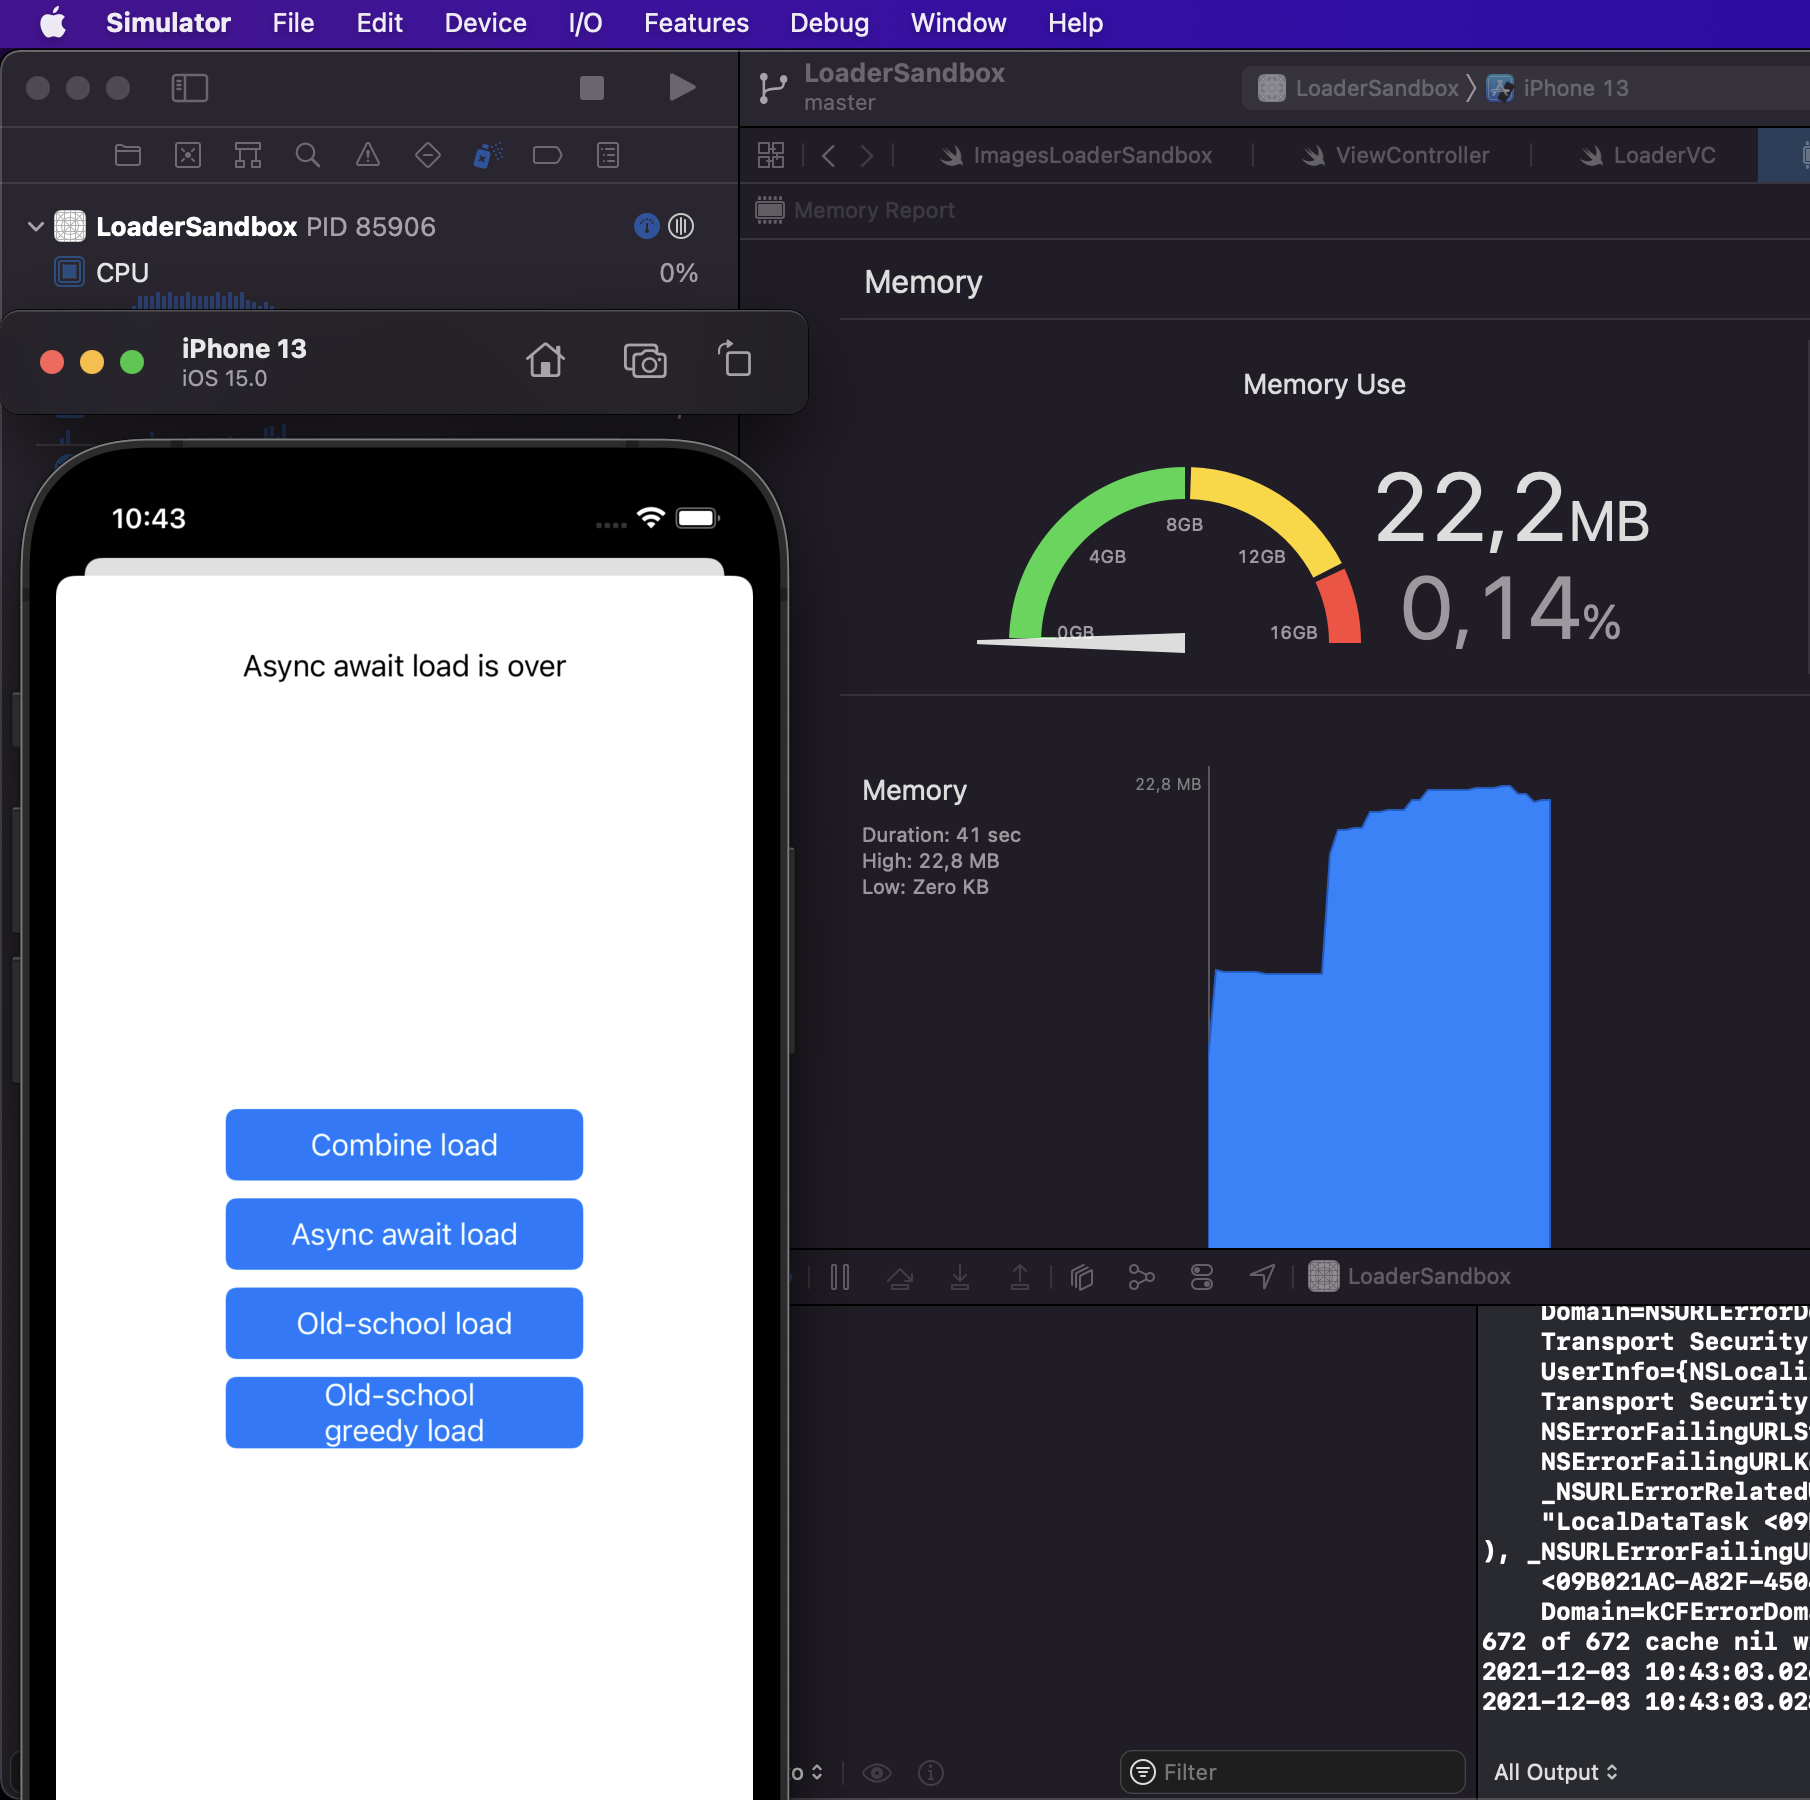 Simulator File Edit Device I/O Features Debug Window Help
LoaderSandbox
master
LoaderSandbox iPhone 13
ImagesLoaderSandbox ViewController LoaderVC
Memory Report
LoaderSandbox PID 85906
CPU 0%
iPhone 13
iOS 15.0
10:43
Async await load is over
Combine load
Async await load
Old-school load
Old-school
greedy load
Memory
Memory Use
0GB
4GB
8GB
12GB
16GB
22,2MB
0,14%
Memory
Duration: 41 sec
High: 22,8 MB
Low: Zero KB
22,8 MB
LoaderSandbox
Transport Security
UserInfo={NSLocali
Transport Security
NSErrorFailingURLS
NSErrorFailingURLK
_NSURLErrorRelated
"LocalDataTask <09
), _NSURLErrorFailingU
<09B021AC-A82F-450
Domain=kCFErrorDom
672 of 672 cache nil w
2021-12-03 10:43:03.02
2021-12-03 10:43:03.028
Filter
All Output